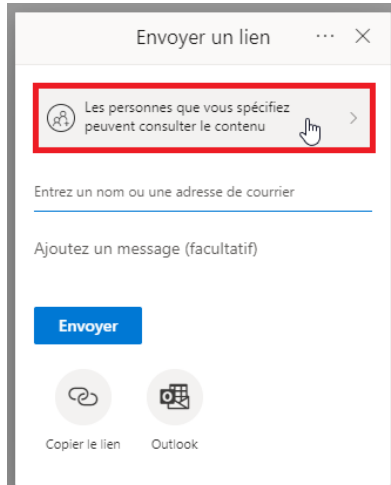 Envoyer un lien
Les personnes que vous spécifiez
peuvent consulter le contenu
Entrez un nom ou une adresse de courrier
Ajoutez un message (facultatif)
Envoyer
Copier le lien
Outlook